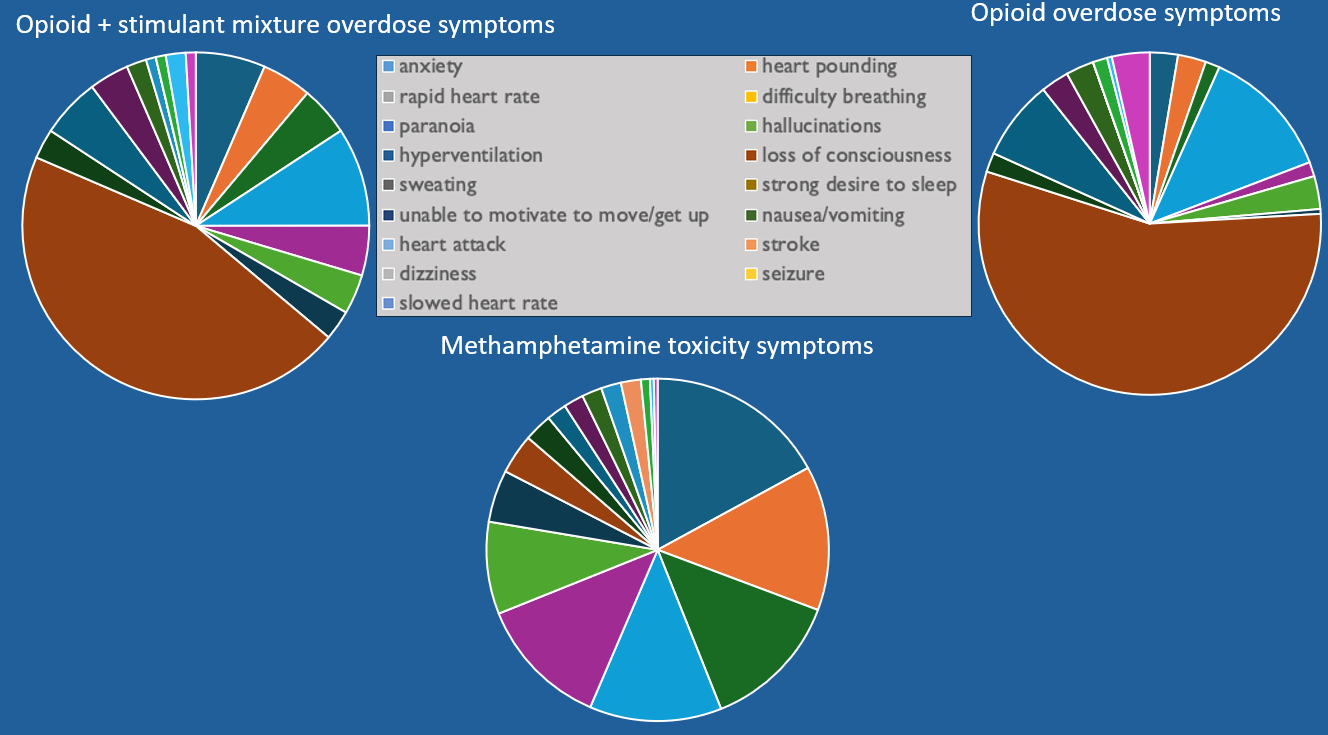 Opioid + stimulant mixture overdose symptoms
Opioid overdose symptoms
anxiety
heart pounding
rapid heart rate
difficulty breathing
paranoia
hallucinations
hyperventilation
loss of consciousness
sweating
strong desire to sleep
unable to motivate to move/get up
nausea/vomiting
heart attack
stroke
dizziness
seizure
slowed heart rate
Methamphetamine toxicity symptoms